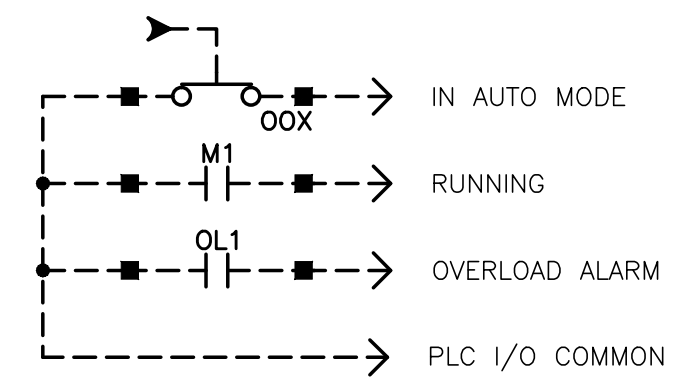 IN AUTO MODE
OOX
M1
RUNNING
OL1
OVERLOAD ALARM
PLC I/O COMMON